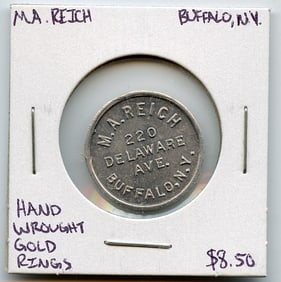 M.A. REICH BUFFALO, N.Y.
M.A. REICH
220
DELAWARE
AVE.
BUFFALO, N.Y.
HAND
WROUGHT
GOLD
RINGS
$8.50